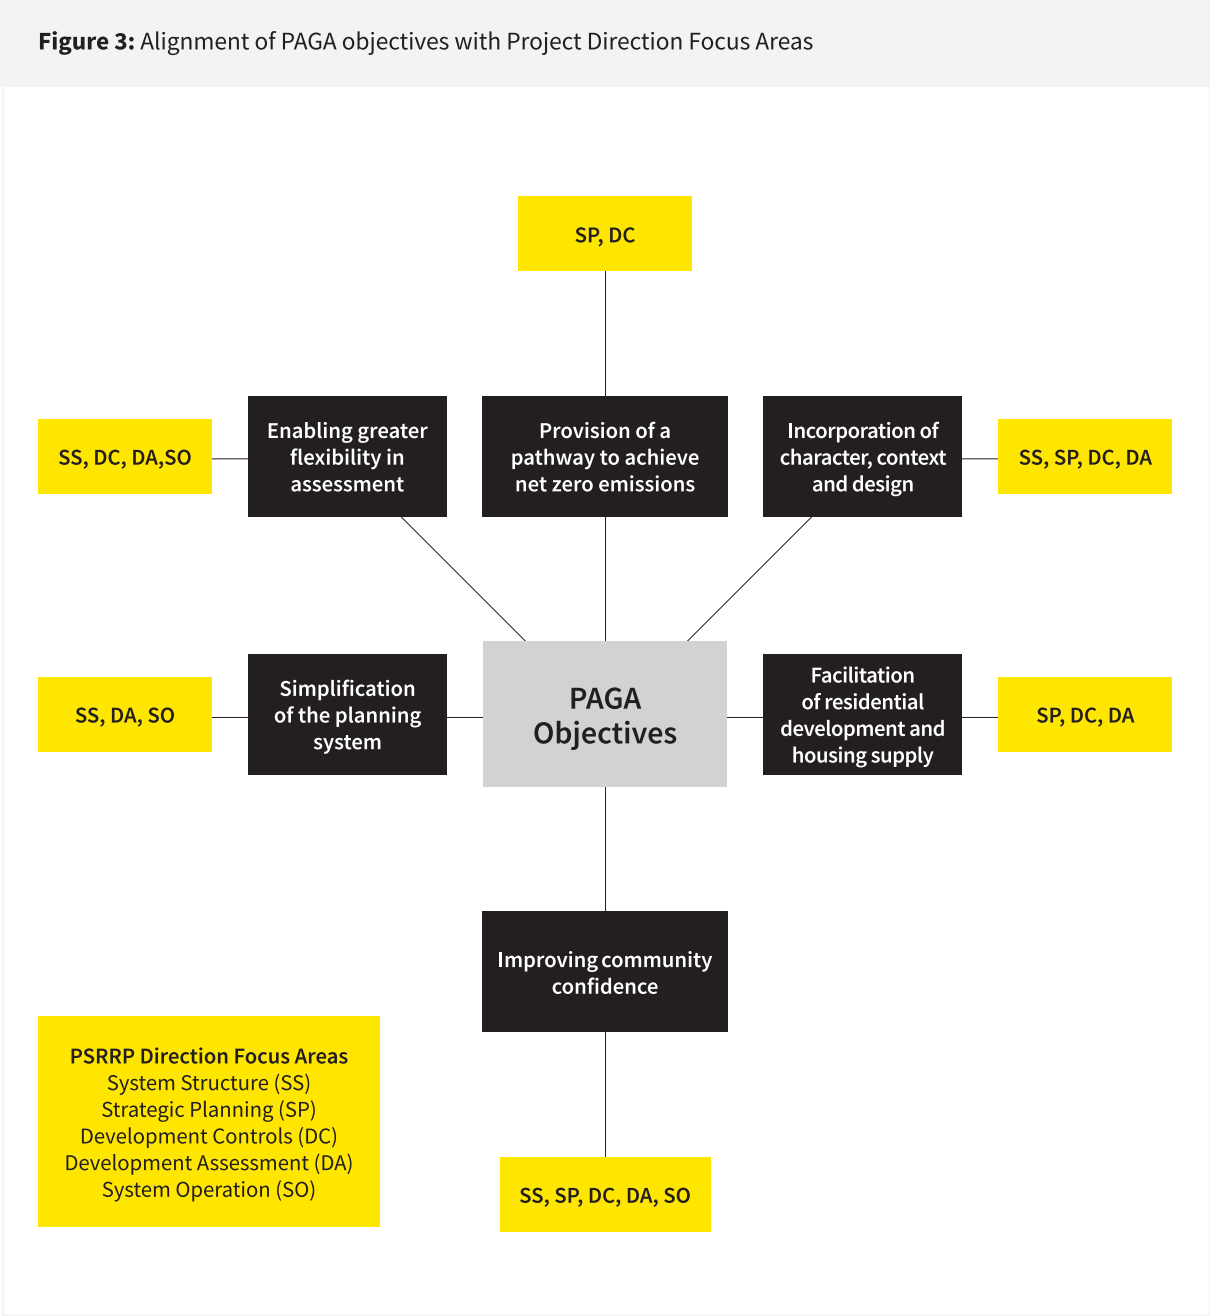 Figure 3: Alignment of PAGA objectives with Project Direction Focus Areas
SP, DC
SS, DC, DA,SO
Enabling greater
flexibility in
assessment
Provision of a
pathway to achieve
net zero emissions
Incorporation of
character, context
and design
SS, SP, DC, DA
SS, DA, SO
Simplification
of the planning
system
PAGA
Objectives
Facilitation
of residential
development and
housing supply
SP, DC, DA
Improving community
confidence
PSRRP Direction Focus Areas
System Structure (SS)
Strategic Planning (SP)
Development Controls (DC)
Development Assessment (DA)
System Operation (SO)
SS, SP, DC, DA, SO